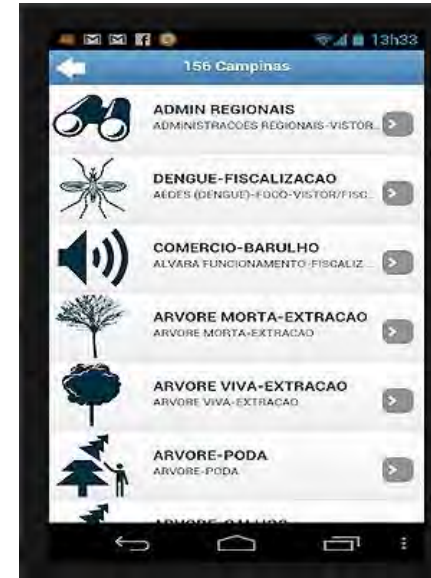 13h33
156 Campinas
ADMIN REGIONAIS
ADMINISTRACOES REGIONAIS-VISTOR..
DENGUE-FISCALIZACAO
AEDES (DENGUE)-FOCO-VISTOR/FISC..
COMERCIO-BARULHO
ALVARA FUNCIONAMENTO-FISCALIZ...
ARVORE MORTA-EXTRACAO
ARVORE MORTA-EXTRACAO
ARVORE VIVA-EXTRACAO
ARVORE VIVA-EXTRACAO
ARVORE-PODA
ARVORE-PODA